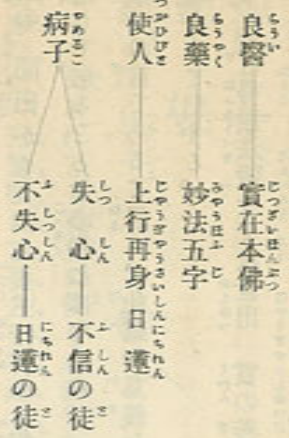 良醫――實在本佛
良藥――妙法五字
使人――上行再身 日蓮
病子
失心――不信の徒
不失心――日蓮の徒